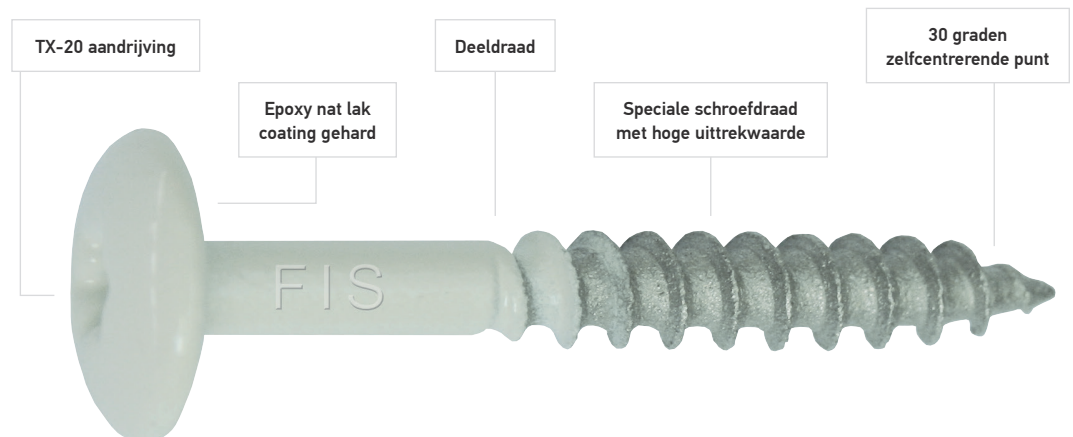 TX-20 aandrijving
Deeldraad
30 graden
zelfcentrerende punt
Epoxy nat lak
coating gehard
Speciale schroefdraad
met hoge uittrekwaarde
FIS